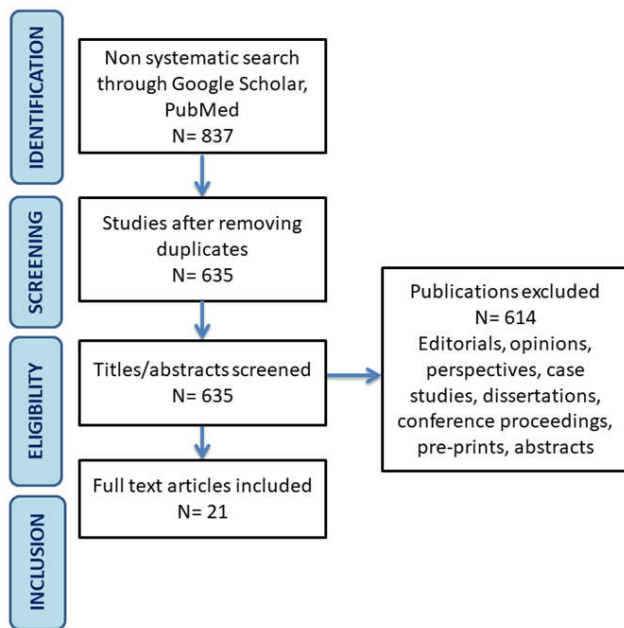 IDENTIFICATION
Non systematic search
through Google Scholar,
PubMed
N= 837
SCREENING
Studies after removing
duplicates
N= 635
ELIGIBILITY
Titles/abstracts screened
N= 635
Publications excluded
N= 614
Editorials, opinions,
perspectives, case
studies, dissertations,
conference proceedings,
pre-prints, abstracts
INCLUSION
Full text articles included
N= 21